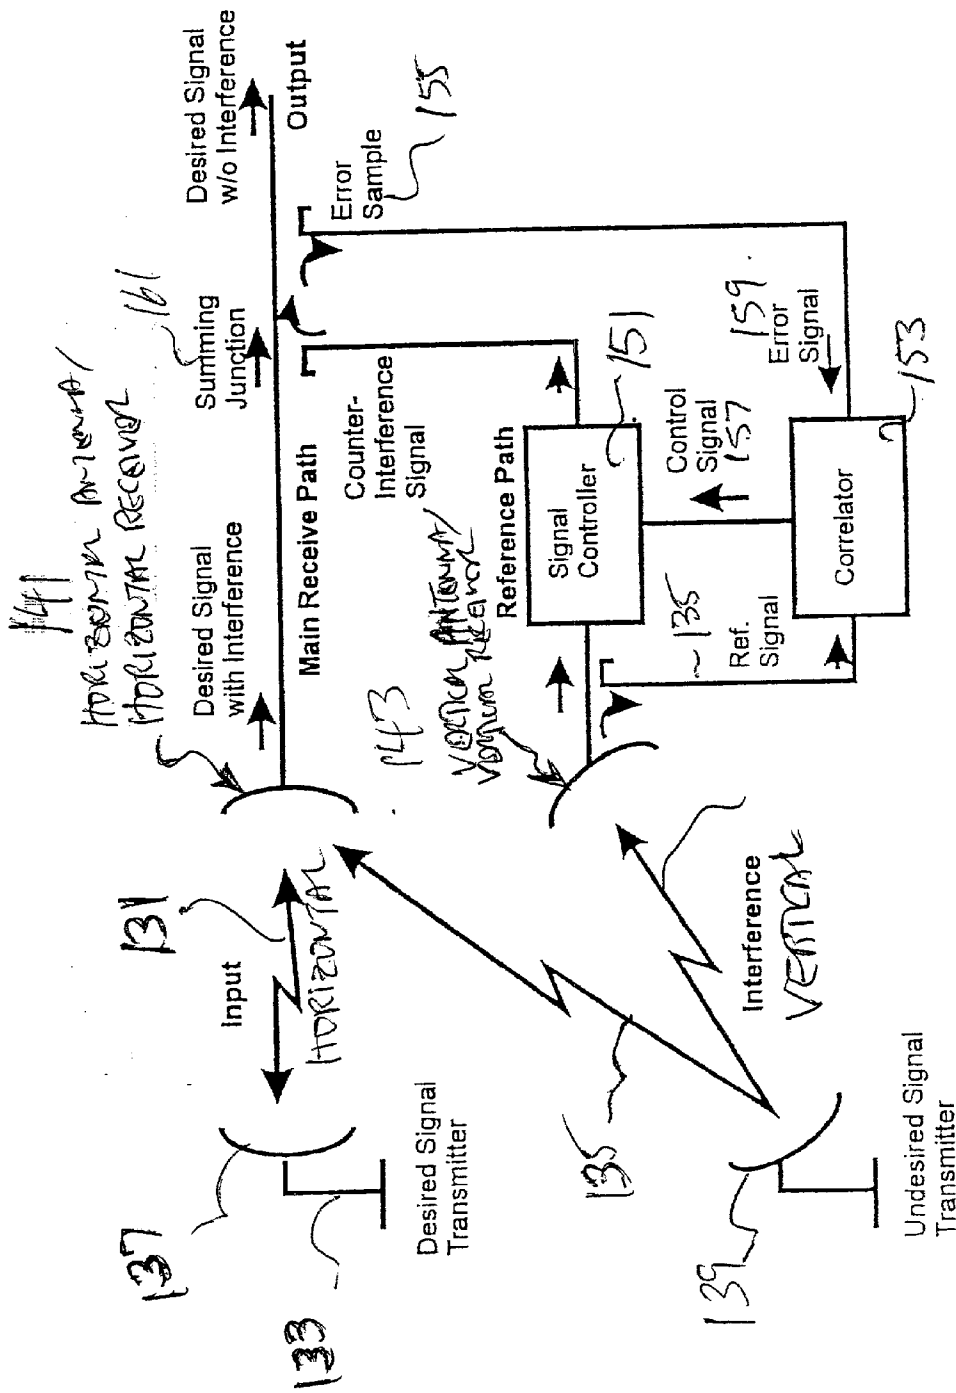 141
HORIZONTAL ANTENNA/
HORIZONTAL RECEIVER
Desired Signal
with Interference
Summing
Junction
161
Desired Signal
w/o Interference
Output
Main Receive Path
Error
Sample
155
Counter-
Interference
Signal
131
Input
HORIZONTAL
137
133
Desired Signal
Transmitter
143
VERTICAL ANTENNA/
VERTICAL RECEIVER
Reference Path
Signal
Controller
151
Control
Signal
157
159
Error
Signal
135
Ref.
Signal
Correlator
153
135
Interference
VERTICAL
139
Undesired Signal
Transmitter